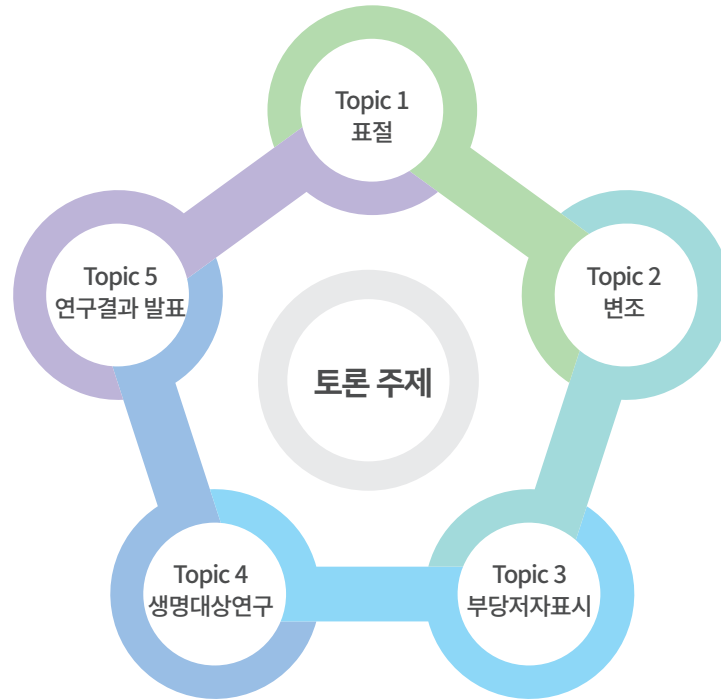 Topic 1
표절
Topic 2
변조
Topic 3
부당저자표시
Topic 4
생명대상연구
Topic 5
연구결과 발표
토론 주제